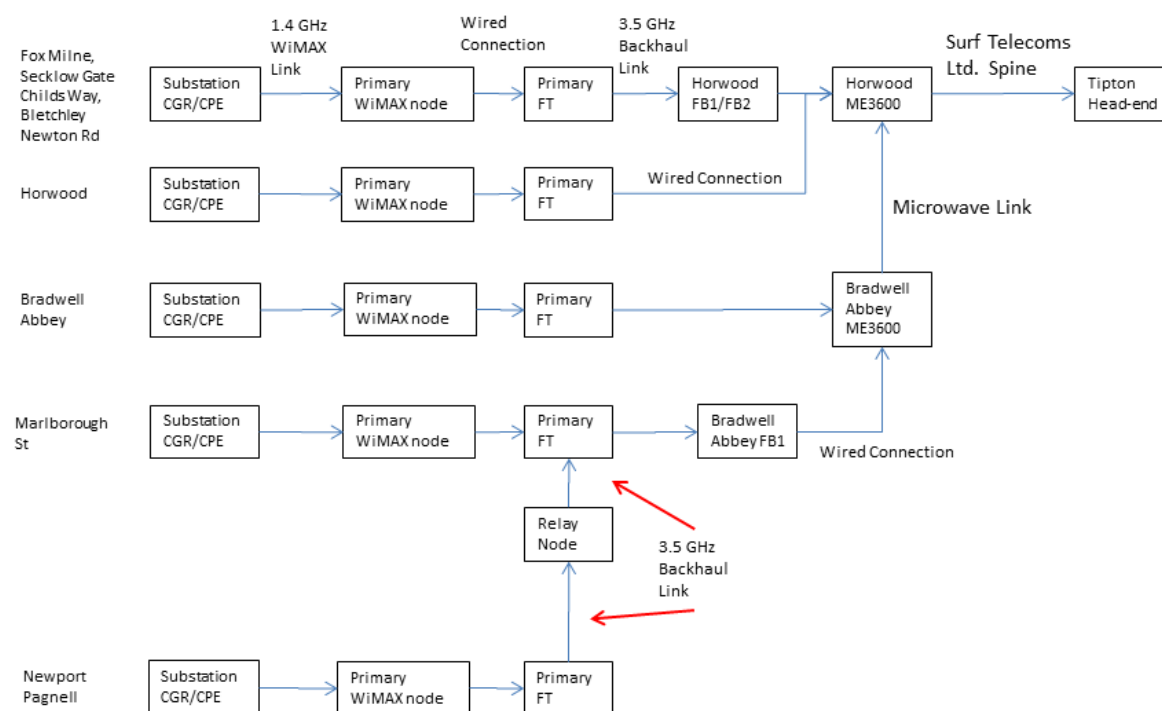 Fox Milne,
Secklow Gate
Childs Way,
Bletchley
Newton Rd
Substation
CGR/CPE
1.4 GHz
WiMAX
Link
Primary
WiMAX node
Wired
Connection
Primary
FT
3.5 GHz
Backhaul
Link
Horwood
FB1/FB2
Horwood
ME3600
Surf Telecoms
Ltd. Spine
Tipton
Head-end
Horwood
Substation
CGR/CPE
Primary
WiMAX node
Primary
FT
Wired Connection
Microwave Link
Bradwell
Abbey
Substation
CGR/CPE
Primary
WiMAX node
Primary
FT
Bradwell
Abbey
ME3600
Marlborough
St
Substation
CGR/CPE
Primary
WiMAX node
Primary
FT
Bradwell
Abbey FB1
Wired Connection
Relay
Node
3.5 GHz
Backhaul
Link
Newport
Pagnell
Substation
CGR/CPE
Primary
WiMAX node
Primary
FT